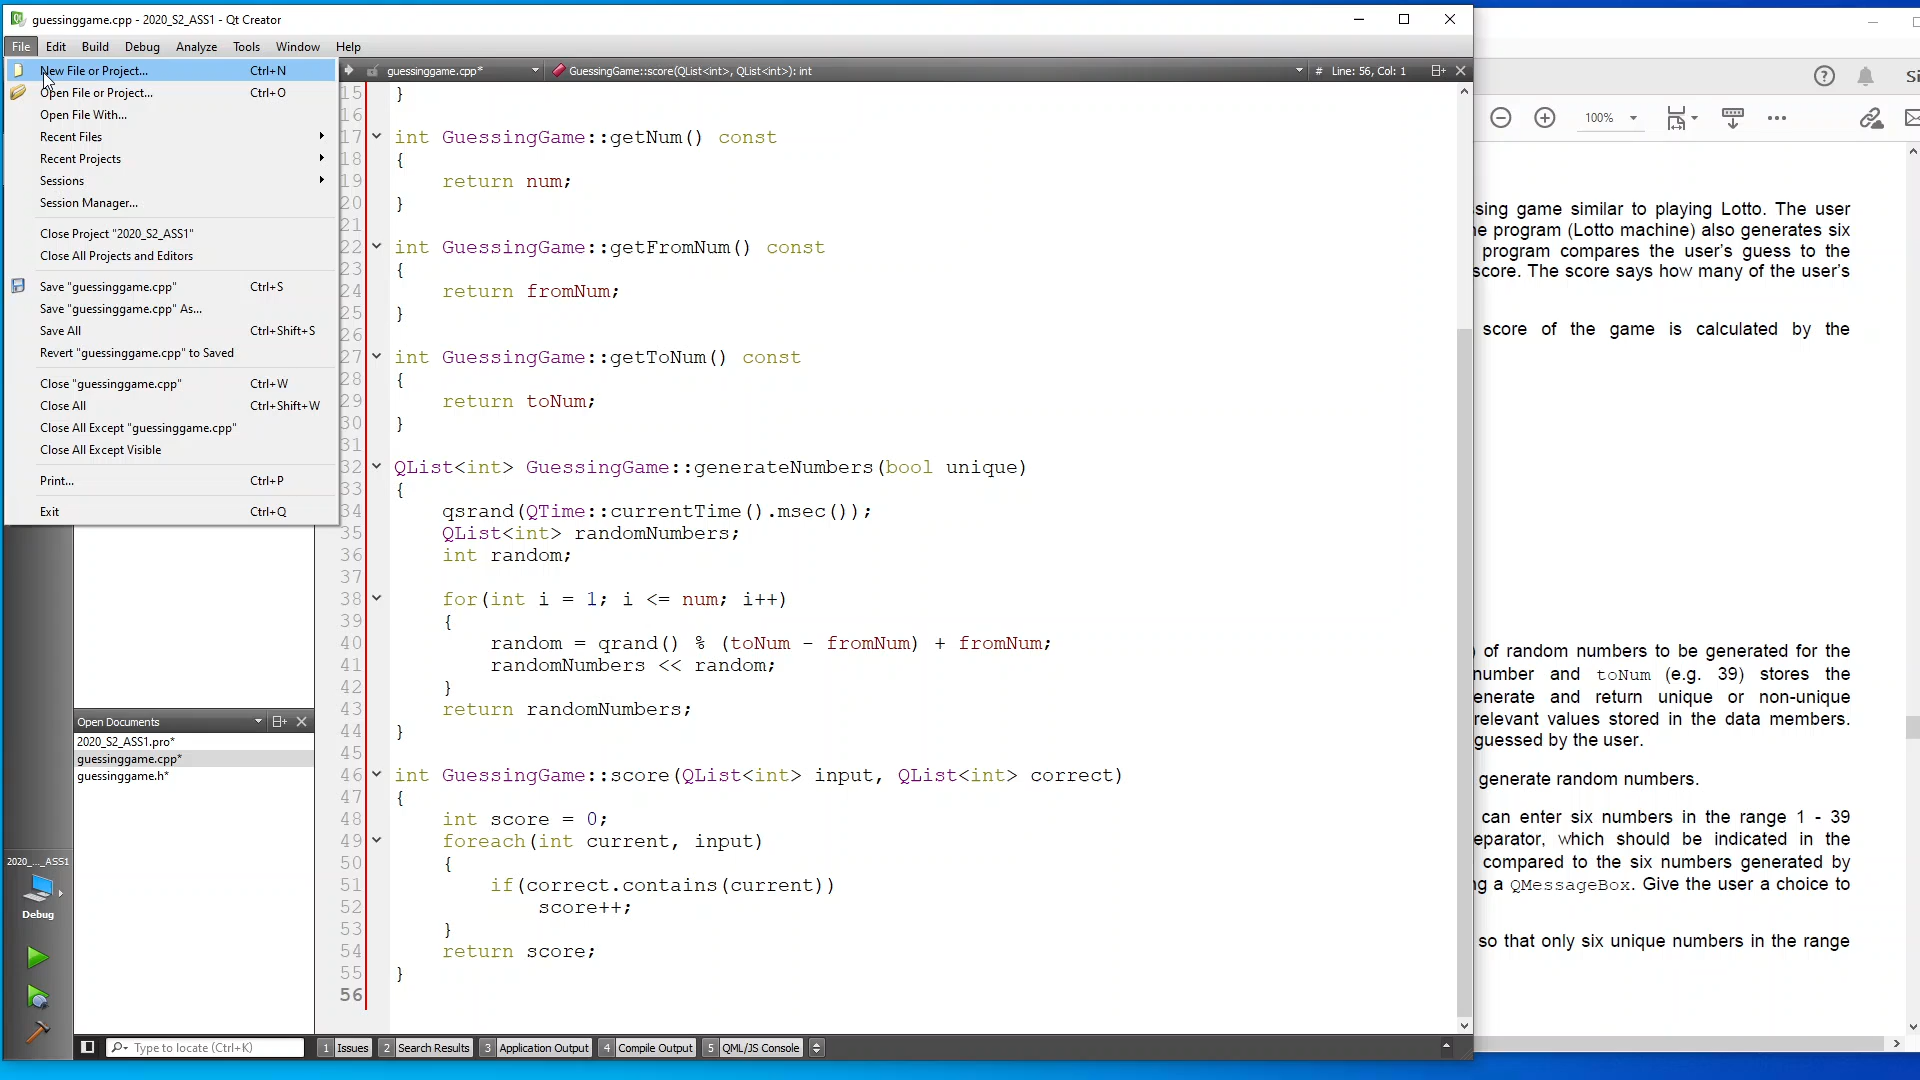 guessinggame.cpp - 2020_S2_ASS1 - Qt Creator
File Edit Build Debug Analyze Tools Window Help
New File or Project... Ctrl+N
Open File or Project... Ctrl+O
Open File With...
Recent Files
Recent Projects
Sessions
Session Manager...
Close Project "2020_S2_ASS1"
Close All Projects and Editors
Save "guessinggame.cpp" Ctrl+S
Save "guessinggame.cpp" As...
Save All Ctrl+Shift+S
Revert "guessinggame.cpp" to Saved
Close "guessinggame.cpp" Ctrl+W
Close All Ctrl+Shift+W
Close All Except "guessinggame.cpp"
Close All Except Visible
Print... Ctrl+P
Exit Ctrl+Q
Open Documents
2020_S2_ASS1.pro*
guessinggame.cpp*
guessinggame.h*
2020_..._ASS1
Debug
guessinggame.cpp* GuessingGame::score(QList<int>, QList<int>): int # Line: 56, Col: 1
15 }
16
17 int GuessingGame::getNum() const
18 {
19 return num;
20 }
21
22 int GuessingGame::getFromNum() const
23 {
24 return fromNum;
25 }
26
27 int GuessingGame::getToNum() const
28 {
29 return toNum;
30 }
31
32 QList<int> GuessingGame::generateNumbers(bool unique)
33 {
34 qsrand(QTime::currentTime().msec());
35 QList<int> randomNumbers;
36 int random;
37
38 for(int i = 1; i <= num; i++)
39 {
40 random = qrand() % (toNum - fromNum) + fromNum;
41 randomNumbers << random;
42 }
43 return randomNumbers;
44 }
45
46 int GuessingGame::score(QList<int> input, QList<int> correct)
47 {
48 int score = 0;
49 foreach(int current, input)
50 {
51 if(correct.contains(current))
52 score++;
53 }
54 return score;
55 }
56
Type to locate (Ctrl+K) 1 Issues 2 Search Results 3 Application Output 4 Compile Output 5 QML/JS Console
Si
100%
sing game similar to playing Lotto. The user
ne program (Lotto machine) also generates six
program compares the user's guess to the
score. The score says how many of the user's
score of the game is calculated by the
) of random numbers to be generated for the
number and toNum (e.g. 39) stores the
enerate and return unique or non-unique
relevant values stored in the data members.
guessed by the user.
generate random numbers.
can enter six numbers in the range 1 - 39
eparator, which should be indicated in the
compared to the six numbers generated by
ng a QMessageBox. Give the user a choice to
so that only six unique numbers in the range